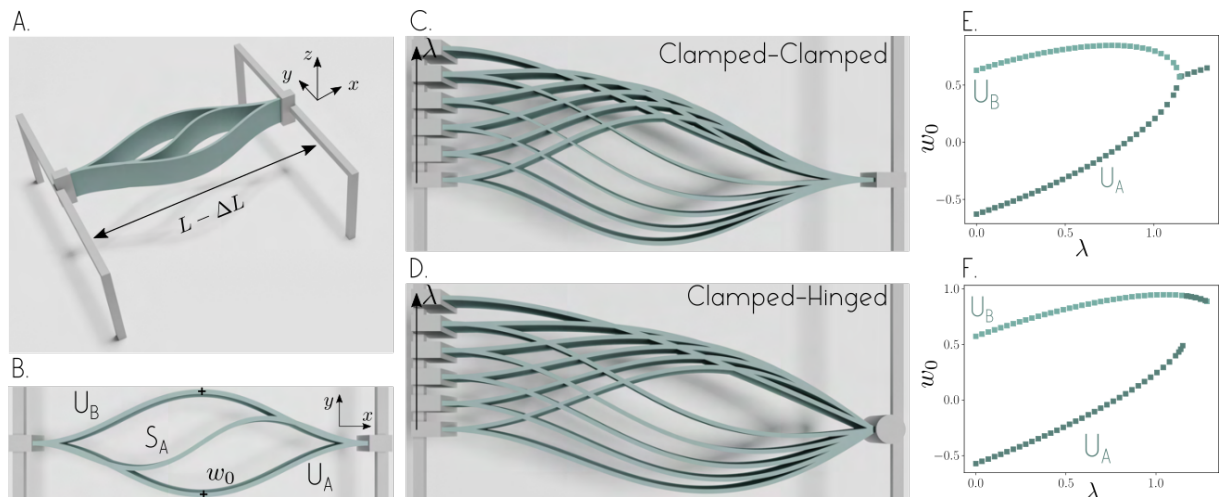 A.
z
y
x
L − ΔL
B.
U_B
S_A
w_0
U_A
y
x
C.
λ
Clamped-Clamped
D.
λ
Clamped-Hinged
E.
0.5
0.0
−0.5
w_0
U_B
U_A
0.0
0.5
1.0
λ
F.
1.0
0.5
0.0
−0.5
w_0
U_B
U_A
0.0
0.5
1.0
λ